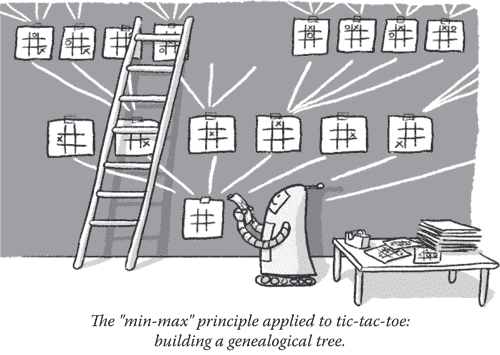 The "min-max" principle applied to tic-tac-toe:
building a genealogical tree.